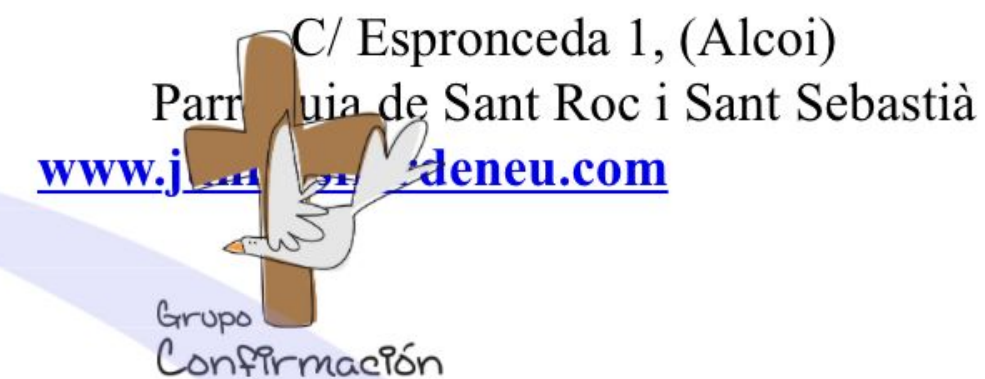 C/ Espronceda 1, (Alcoi)
de Sant Roc i Sant Sebastià
Grupo
Confirmación